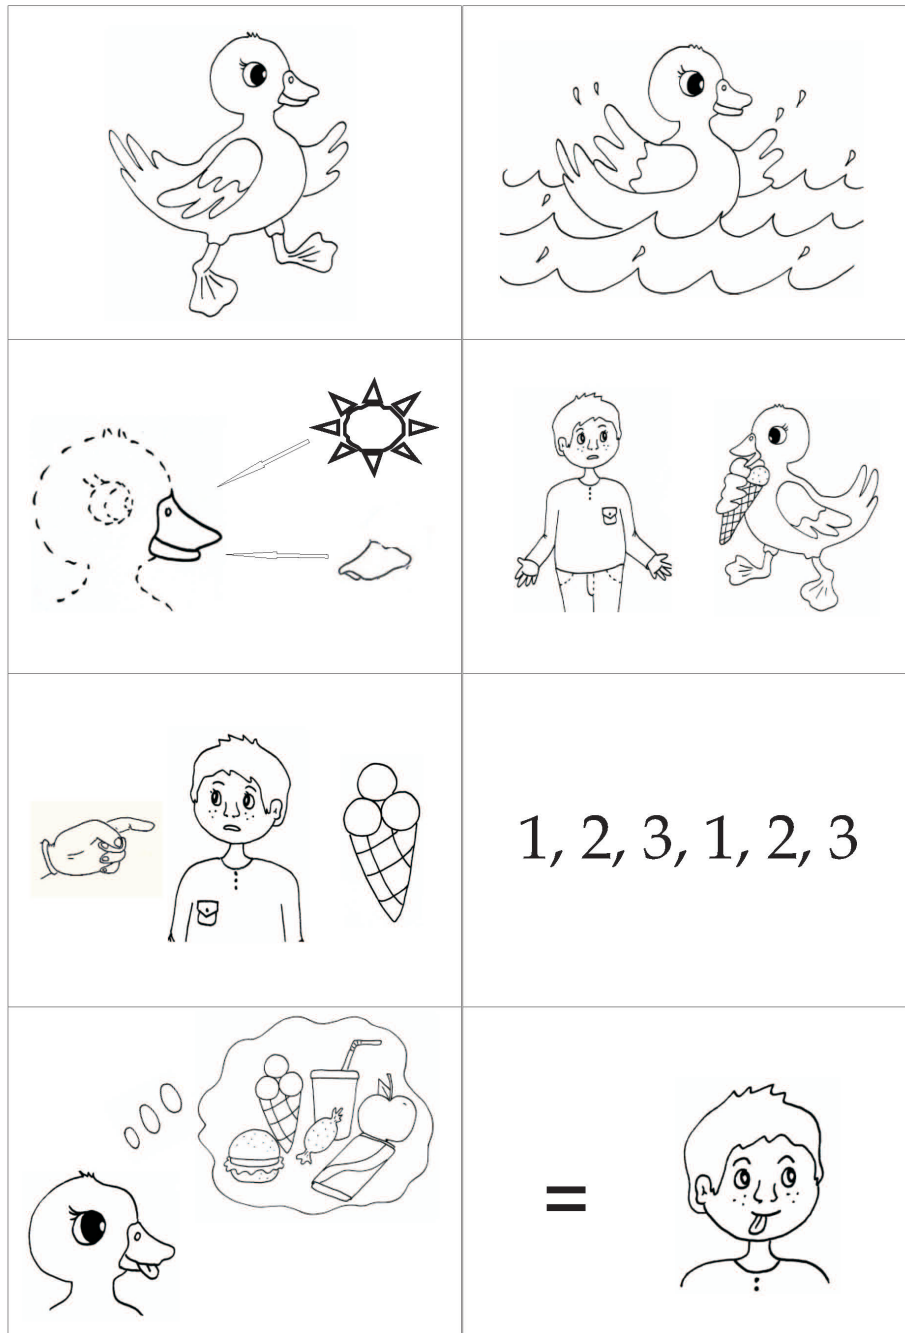 1, 2, 3, 1, 2, 3
=